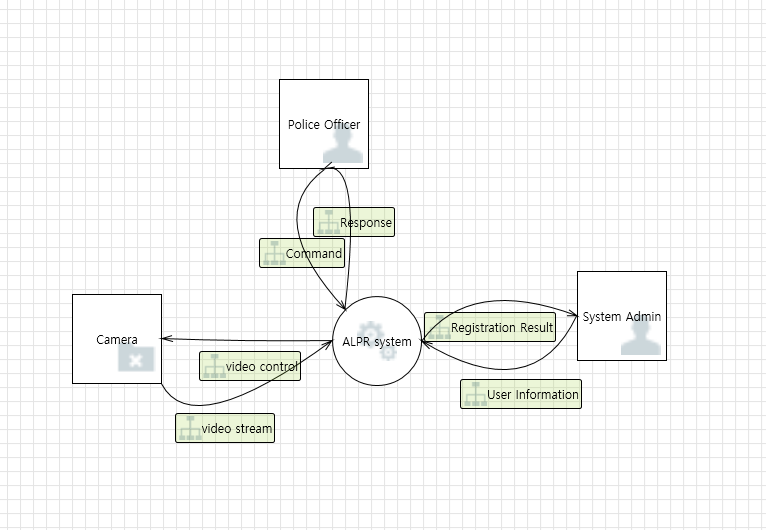 Police Officer
Response
Command
Camera
ALPR system
Registration Result
System Admin
video control
User Information
video stream